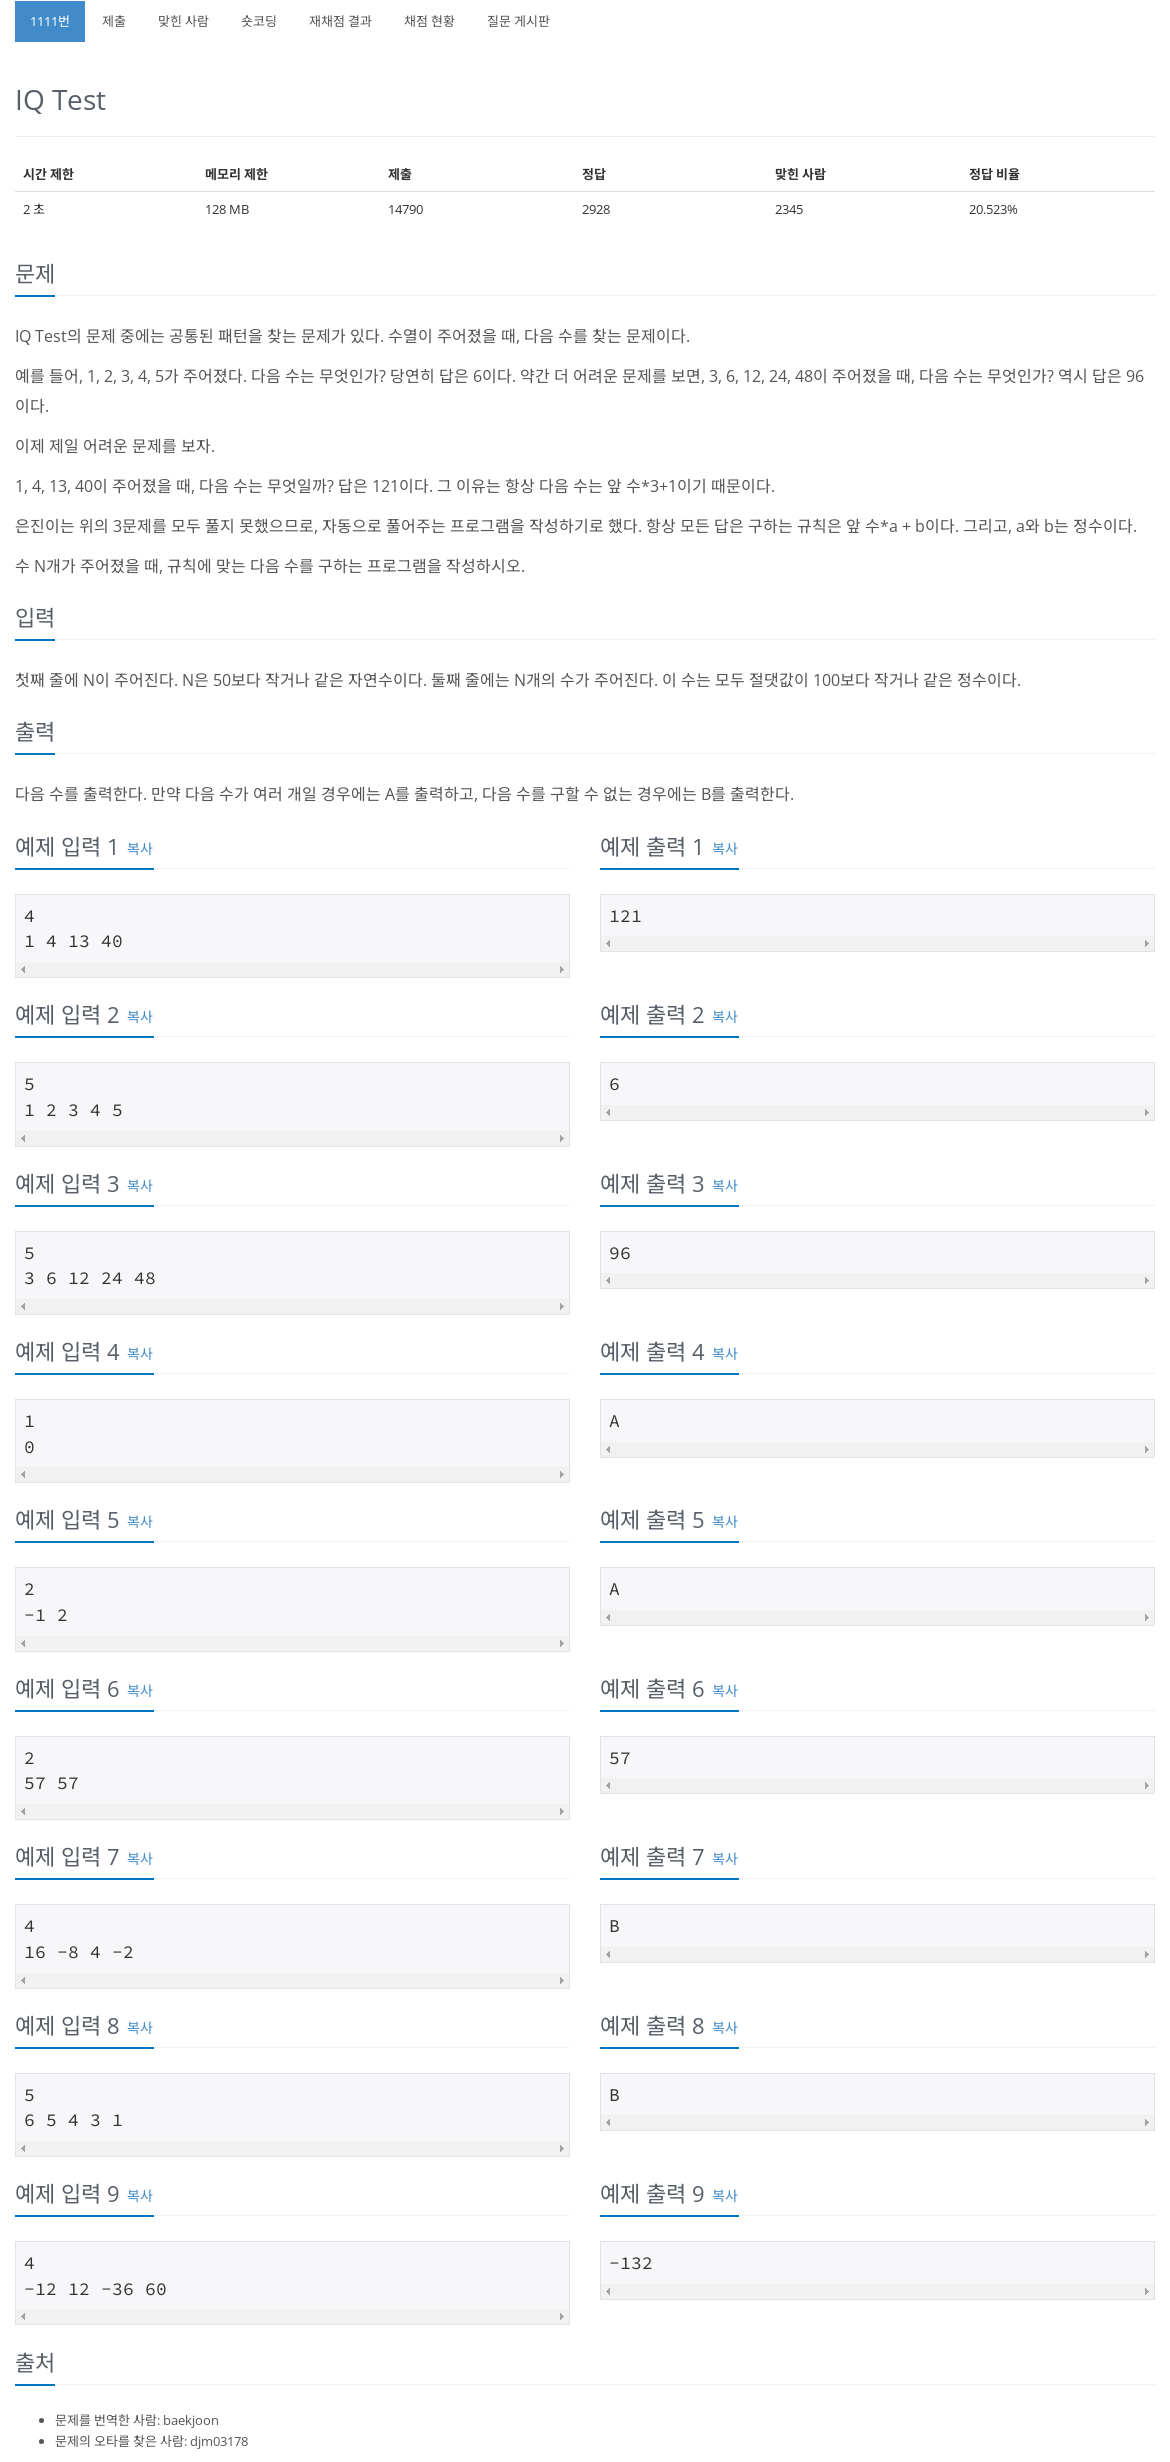 1111번 제출 맞힌 사람 숏코딩 재채점 결과 채점 현황 질문 게시판
IQ Test
시간 제한 메모리 제한 제출 정답 맞힌 사람 정답 비율
2 초 128 MB 14790 2928 2345 20.523%
문제
IQ Test의 문제 중에는 공통된 패턴을 찾는 문제가 있다. 수열이 주어졌을 때, 다음 수를 찾는 문제이다.
예를 들어, 1, 2, 3, 4, 5가 주어졌다. 다음 수는 무엇인가? 당연히 답은 6이다. 약간 더 어려운 문제를 보면, 3, 6, 12, 24, 48이 주어졌을 때, 다음 수는 무엇인가? 역시 답은 96
이다.
이제 제일 어려운 문제를 보자.
1, 4, 13, 40이 주어졌을 때, 다음 수는 무엇일까? 답은 121이다. 그 이유는 항상 다음 수는 앞 수*3+1이기 때문이다.
은진이는 위의 3문제를 모두 풀지 못했으므로, 자동으로 풀어주는 프로그램을 작성하기로 했다. 항상 모든 답은 구하는 규칙은 앞 수*a + b이다. 그리고, a와 b는 정수이다.
수 N개가 주어졌을 때, 규칙에 맞는 다음 수를 구하는 프로그램을 작성하시오.
입력
첫째 줄에 N이 주어진다. N은 50보다 작거나 같은 자연수이다. 둘째 줄에는 N개의 수가 주어진다. 이 수는 모두 절댓값이 100보다 작거나 같은 정수이다.
출력
다음 수를 출력한다. 만약 다음 수가 여러 개일 경우에는 A를 출력하고, 다음 수를 구할 수 없는 경우에는 B를 출력한다.
예제 입력 1 복사 예제 출력 1 복사
4 121
1 4 13 40
예제 입력 2 복사 예제 출력 2 복사
5 6
1 2 3 4 5
예제 입력 3 복사 예제 출력 3 복사
5 96
3 6 12 24 48
예제 입력 4 복사 예제 출력 4 복사
1 A
0
예제 입력 5 복사 예제 출력 5 복사
2 A
-1 2
예제 입력 6 복사 예제 출력 6 복사
2 57
57 57
예제 입력 7 복사 예제 출력 7 복사
4 B
16 -8 4 -2
예제 입력 8 복사 예제 출력 8 복사
5 B
6 5 4 3 1
예제 입력 9 복사 예제 출력 9 복사
4 -132
-12 12 -36 60
출처
• 문제를 번역한 사람: baekjoon
• 문제의 오타를 찾은 사람: djm03178